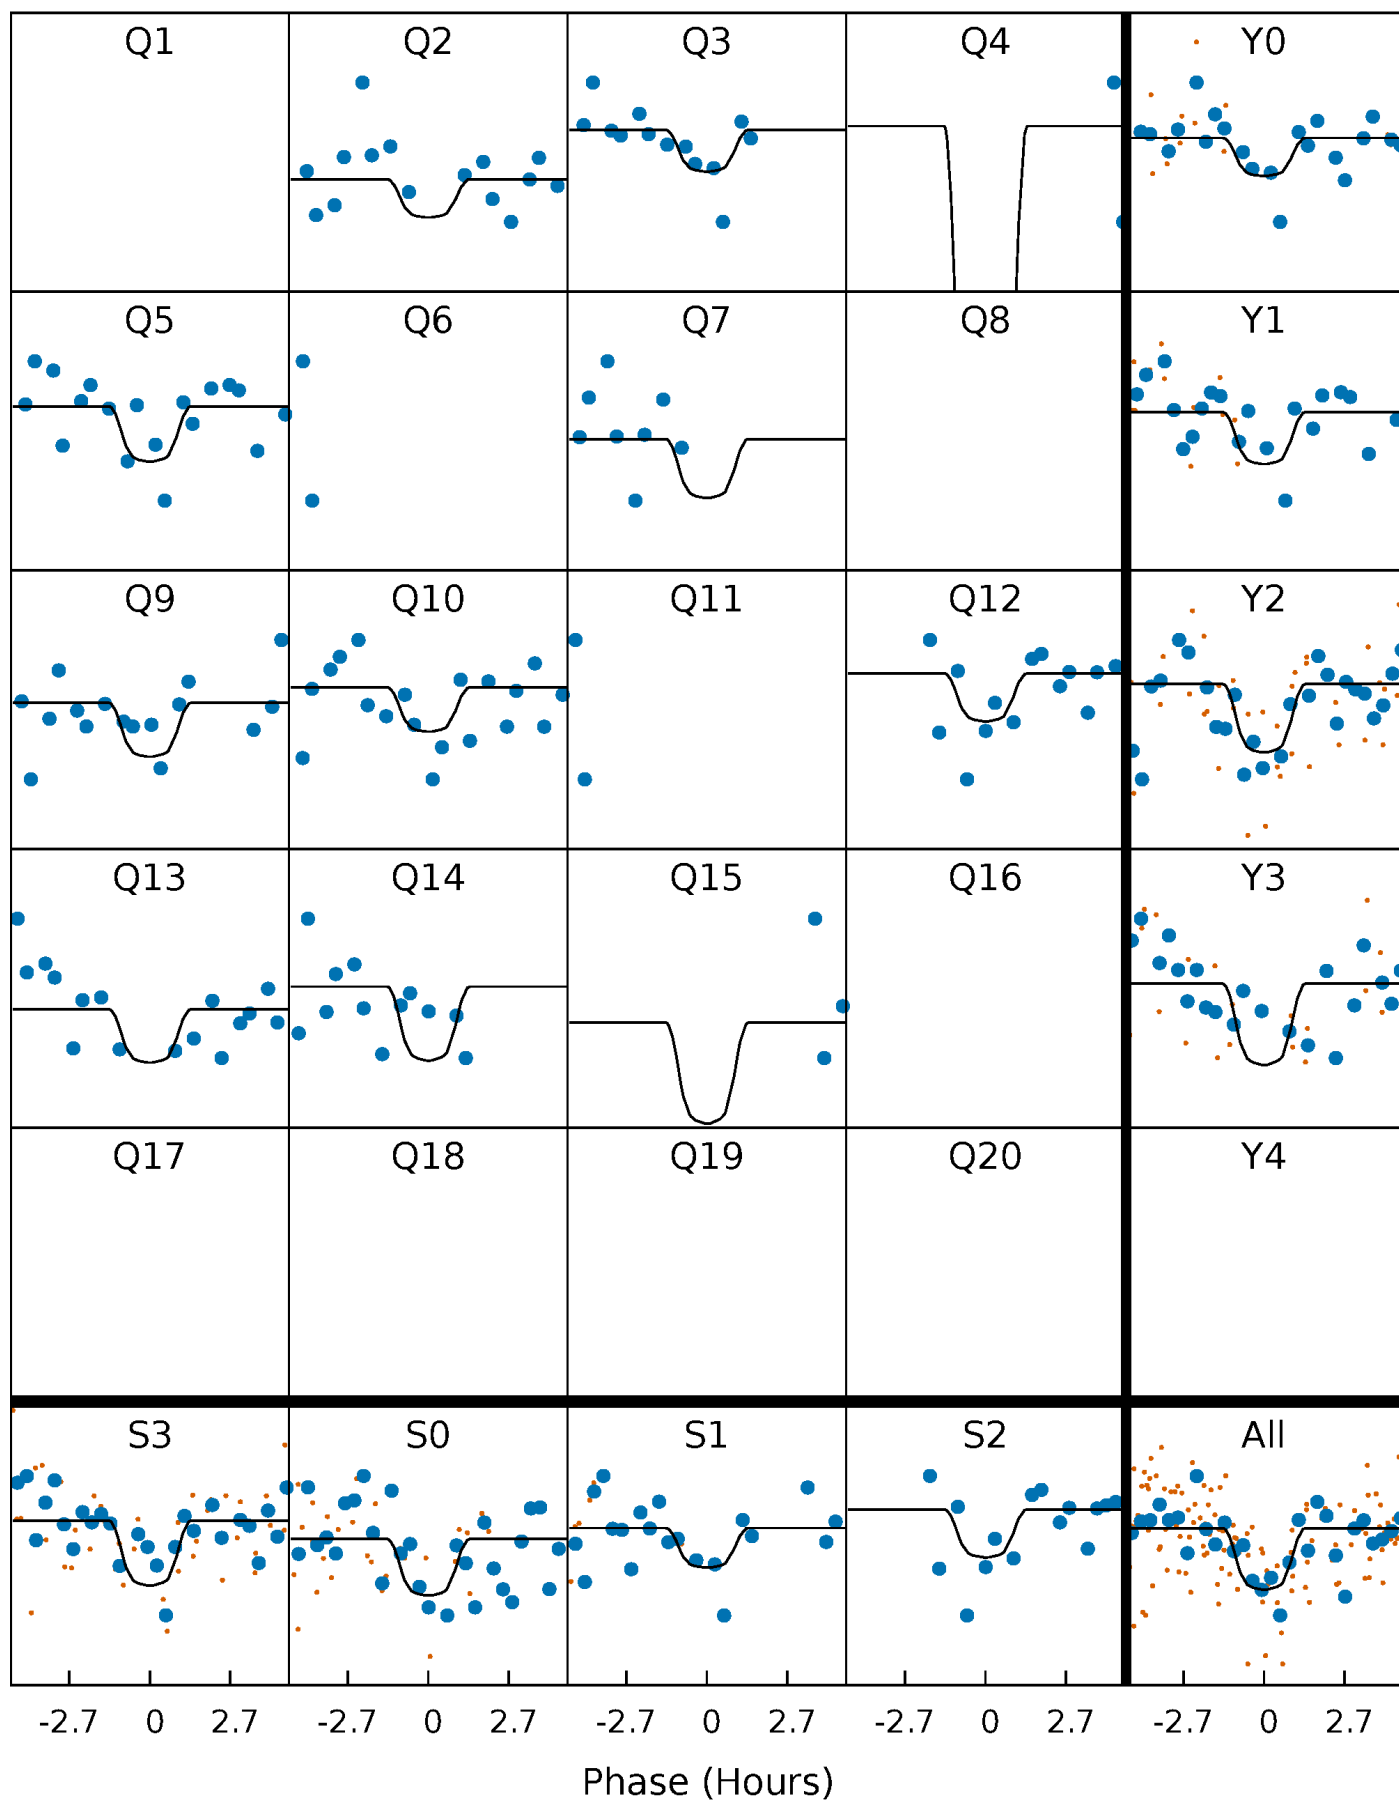 Q1 Q2 Q3 Q4 Y0
Q5 Q6 Q7 Q8 Y1
Q9 Q10 Q11 Q12 Y2
Q13 Q14 Q15 Q16 Y3
Q17 Q18 Q19 Q20 Y4
S3 S0 S1 S2 All
-2.7 0 2.7 -2.7 0 2.7 -2.7 0 2.7 -2.7 0 2.7 -2.7 0 2.7
Phase (Hours)